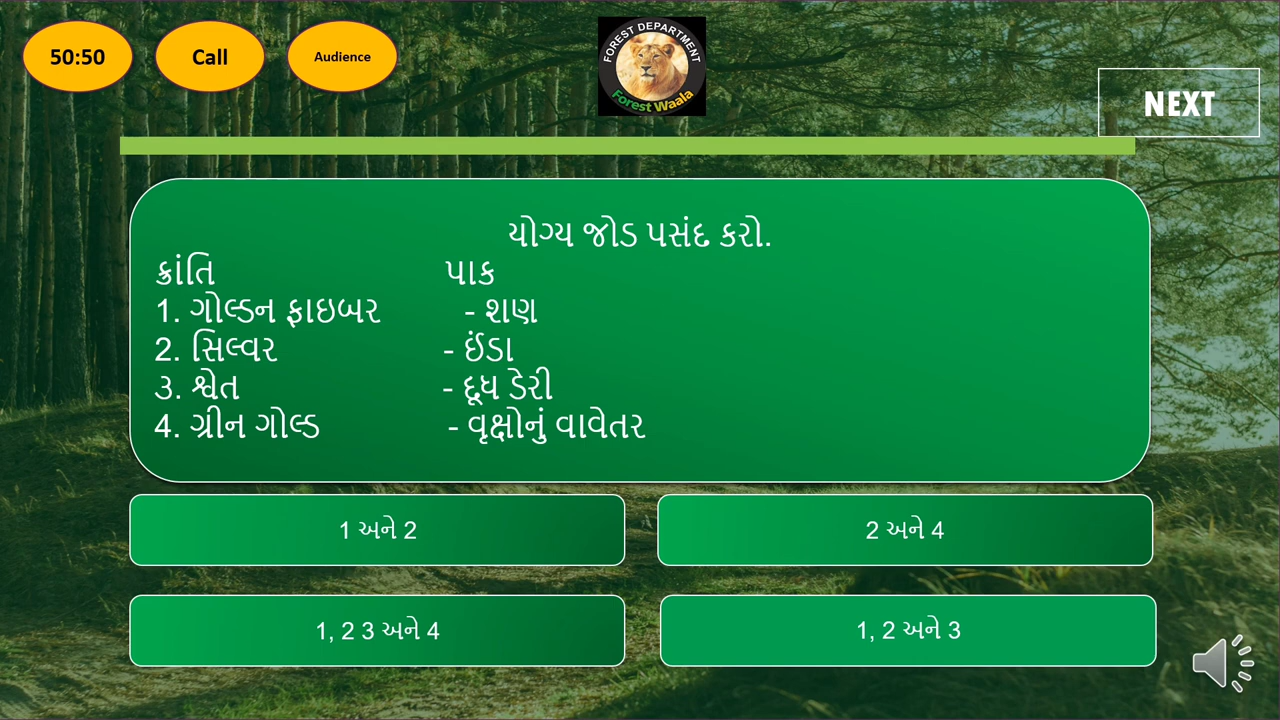 50:50
Call
Audience
FOREST DEPARTMENT
Forest Waala
NEXT
યોગ્ય જોડ પસંદ કરો.
ક્રાંતિ પાક
1. ગોલ્ડન ફાઇબર - શણ
2. સિલ્વર - ઈંડા
૩. શ્વેત - દૂધ ડેરી
4. ગ્રીન ગોલ્ડ - વૃક્ષોનું વાવેતર
1 અને 2
2 અને 4
1, 2 3 અને 4
1, 2 અને 3